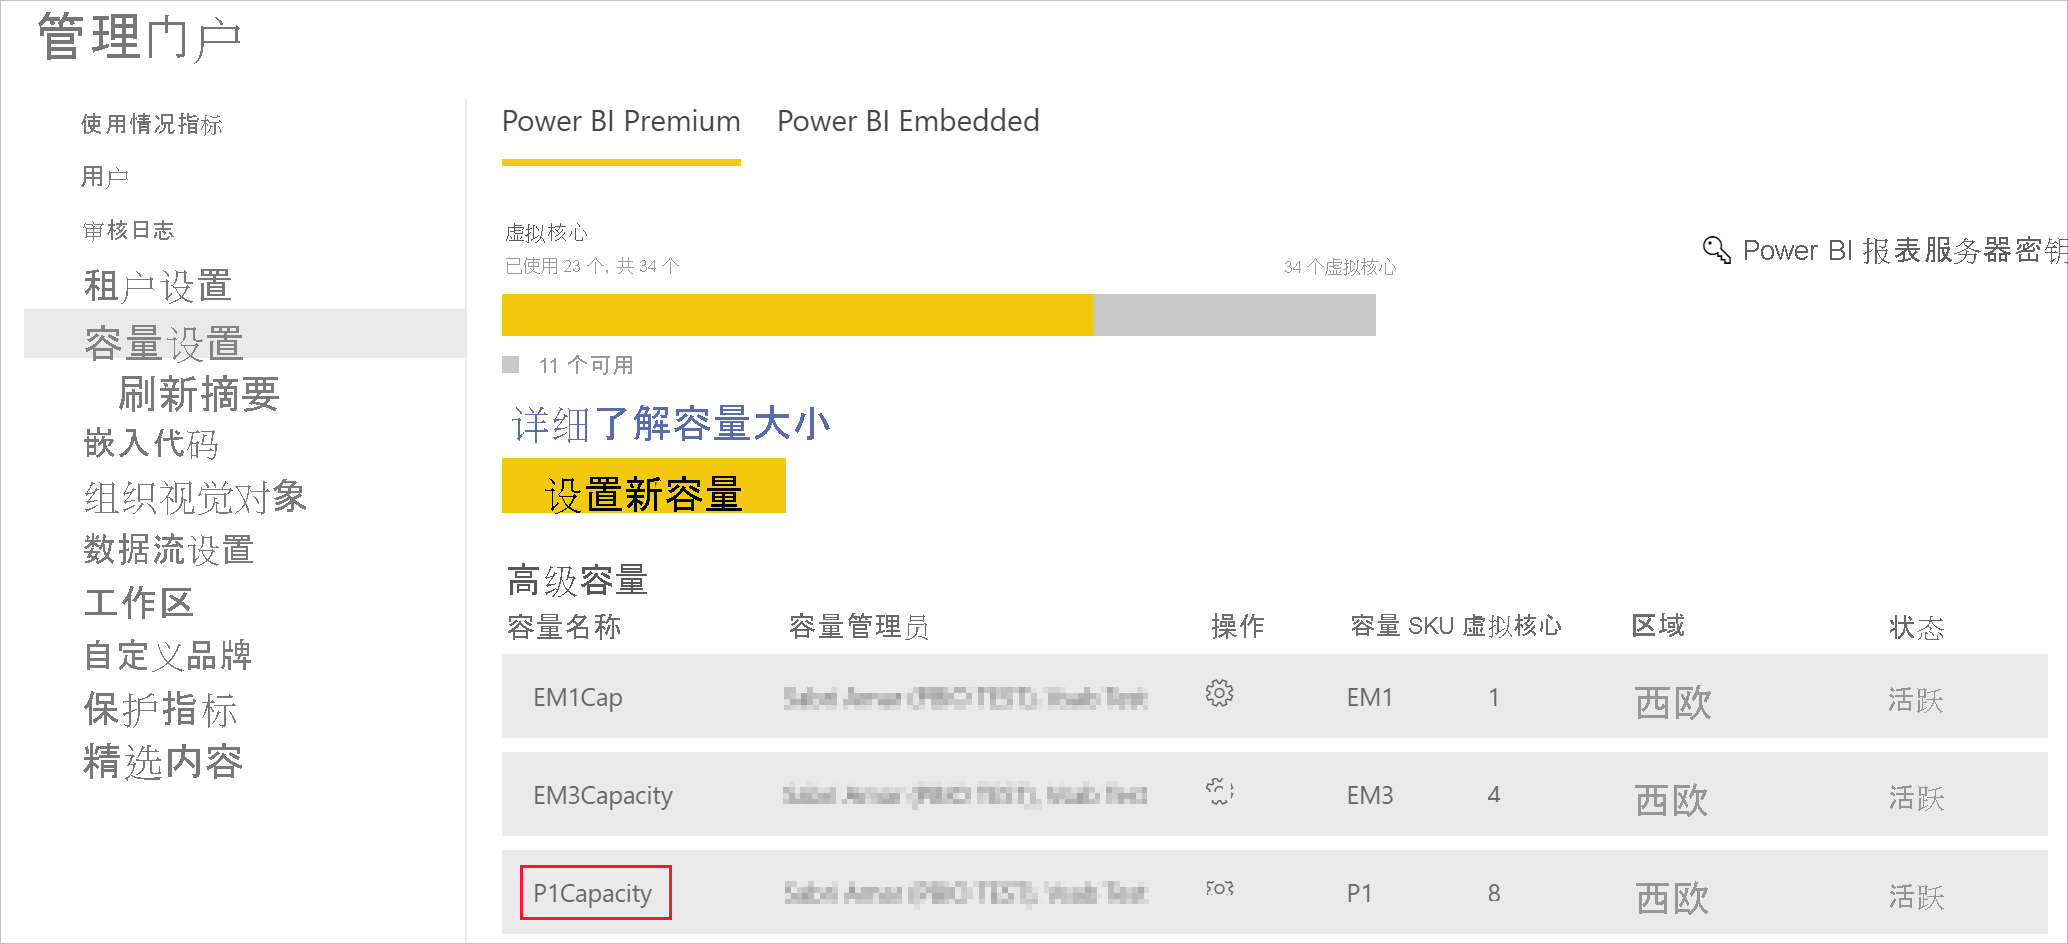 管理门户
使用情况指标
用户
审核日志
租户设置
容量设置
刷新摘要
嵌入代码
组织视觉对象
数据流设置
工作区
自定义品牌
保护指标
精选内容
Power BI Premium Power BI Embedded
虚拟核心
已使用 23 个, 共 34 个 34 个虚拟核心
Power BI 报表服务器密钥
11 个可用
详细了解容量大小
设置新容量
高级容量
容量名称 容量管理员 操作 容量 SKU 虚拟核心 区域 状态
EM1Cap EM1 1 西欧 活跃
EM3Capacity EM3 4 西欧 活跃
P1Capacity P1 8 西欧 活跃